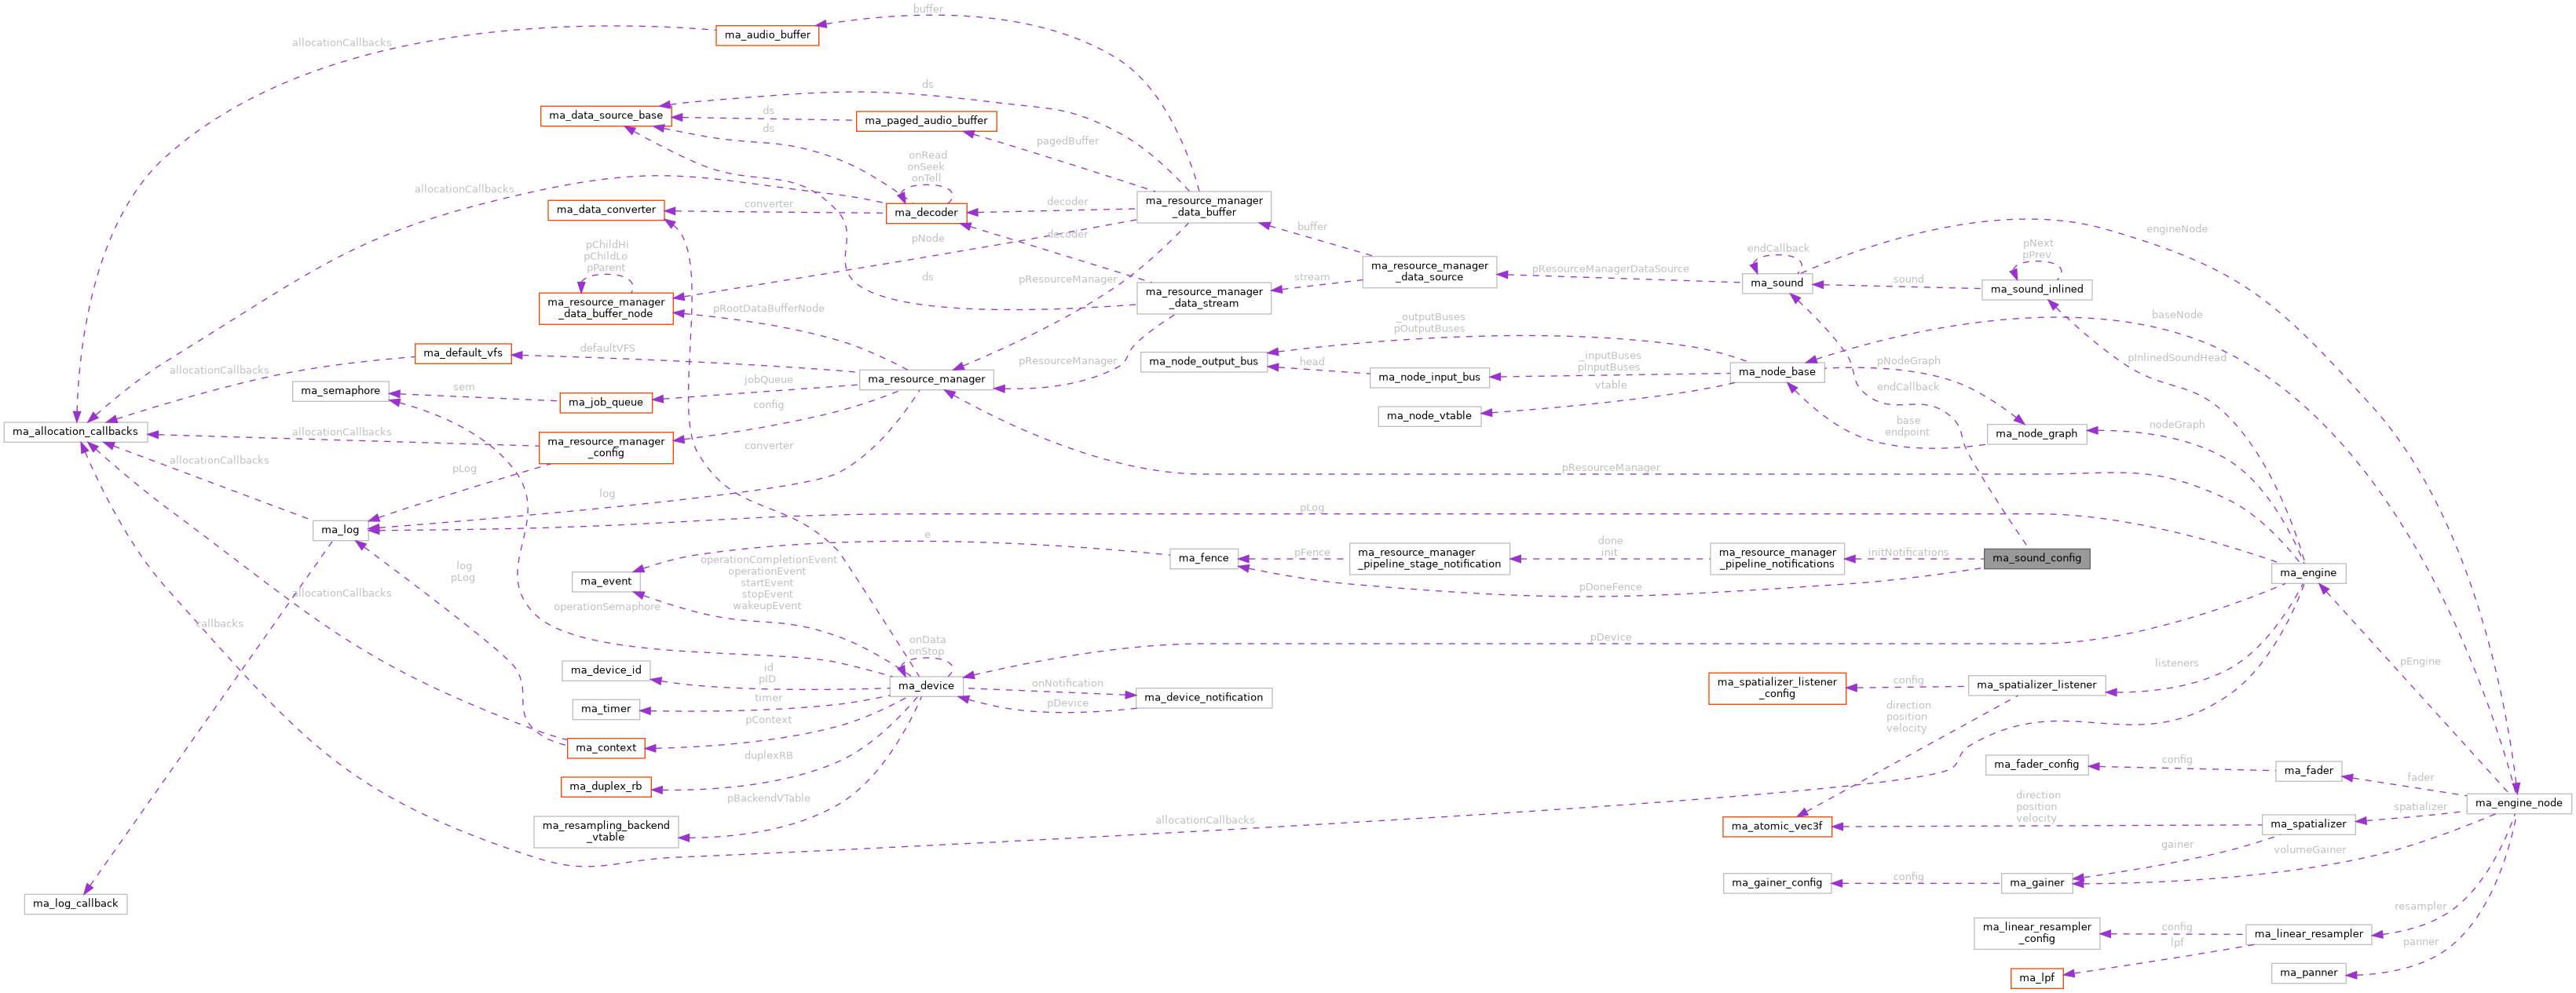 buffer
ma_audio_buffer
allocationCallbacks
ds
ma_data_source_base
ds
ma_paged_audio_buffer
ds
pagedBuffer
onRead
onSeek
onTell
allocationCallbacks
ma_data_converter
converter
ma_decoder
decoder
ma_resource_manager
_data_buffer
pNode
decoder
buffer
engineNode
pChildHi
pChildLo
pParent
endCallback
pNext
pPrev
ma_resource_manager
_data_source
pResourceManagerDataSource
ma_sound
sound
ma_sound_inlined
ds
pResourceManager
stream
ma_resource_manager
_data_buffer_node
ma_resource_manager
_data_stream
pRootDataBufferNode
_outputBuses
pOutputBuses
baseNode
ma_default_vfs
defaultVFS
pResourceManager
ma_node_output_bus
head
_inputBuses
pInputBuses
pNodeGraph
pInlinedSoundHead
allocationCallbacks
ma_resource_manager
jobQueue
ma_node_input_bus
ma_node_base
vtable
endCallback
ma_semaphore
sem
ma_job_queue
config
ma_node_vtable
base
endpoint
nodeGraph
ma_node_graph
ma_allocation_callbacks
allocationCallbacks
ma_resource_manager
_config
converter
allocationCallbacks
pLog
pResourceManager
log
pLog
ma_log
e
ma_fence
pFence
ma_resource_manager
_pipeline_stage_notification
done
init
ma_resource_manager
_pipeline_notifications
initNotifications
ma_sound_config
ma_engine
operationCompletionEvent
operationEvent
startEvent
stopEvent
wakeupEvent
log
pLog
ma_event
pDoneFence
allocationCallbacks
operationSemaphore
callbacks
onData
onStop
pDevice
pEngine
ma_device_id
id
pID
ma_device
onNotification
ma_device_notification
pDevice
listeners
ma_spatializer_listener
_config
config
ma_spatializer_listener
timer
ma_timer
pContext
direction
position
velocity
ma_context
duplexRB
ma_duplex_rb
ma_fader_config
config
ma_fader
fader
pBackendVTable
direction
position
velocity
spatializer
ma_engine_node
ma_resampling_backend
_vtable
allocationCallbacks
ma_atomic_vec3f
ma_spatializer
gainer
volumeGainer
ma_gainer_config
config
ma_gainer
ma_log_callback
resampler
ma_linear_resampler
_config
config
lpf
ma_linear_resampler
panner
ma_lpf
ma_panner